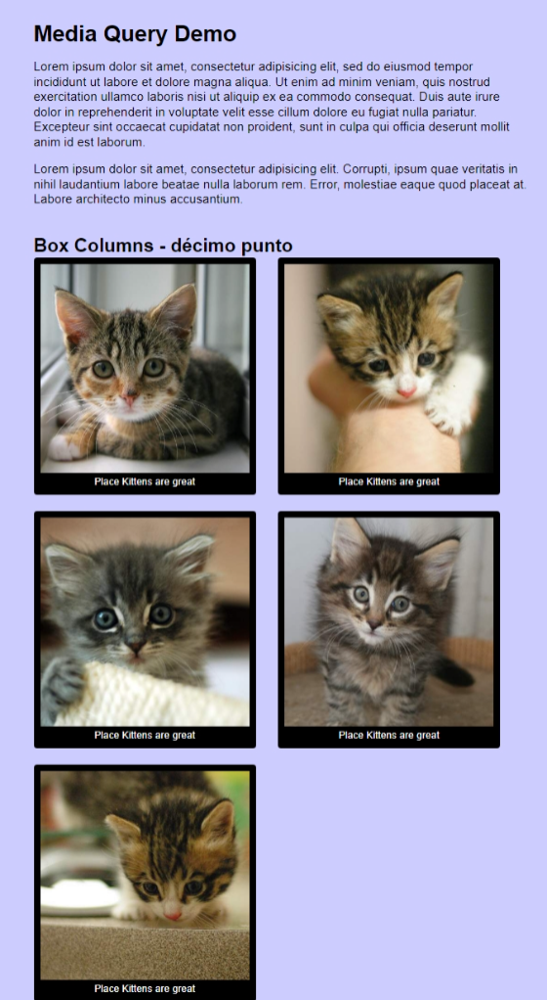 Media Query Demo
Lorem ipsum dolor sit amet, consectetur adipisicing elit, sed do eiusmod tempor
incididunt ut labore et dolore magna aliqua. Ut enim ad minim veniam, quis nostrud
exercitation ullamco laboris nisi ut aliquip ex ea commodo consequat. Duis aute irure
dolor in reprehenderit in voluptate velit esse cillum dolore eu fugiat nulla pariatur.
Excepteur sint occaecat cupidatat non proident, sunt in culpa qui officia deserunt mollit
anim id est laborum.
Lorem ipsum dolor sit amet, consectetur adipisicing elit. Corrupti, ipsum quae veritatis in
nihil laudantium labore beatae nulla laborum rem. Error, molestiae eaque quod placeat at.
Labore architecto minus accusantium.
Box Columns - décimo punto
Place Kittens are great
Place Kittens are great
Place Kittens are great
Place Kittens are great
Place Kittens are great